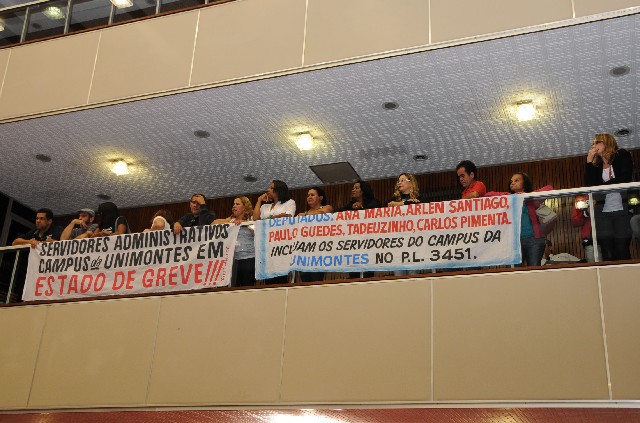 SERVIDORES ADMINISTRATIVOS
CAMPUS da UNIMONTES EM
ESTADO DE GREVE!!!
DEPUTADOS: ANA MARIA, ARLEN SANTIAGO,
PAULO GUEDES, TADEUZINHO, CARLOS PIMENTA.
INCLUAM OS SERVIDORES DO CAMPUS DA
UNIMONTES NO P.L. 3451.